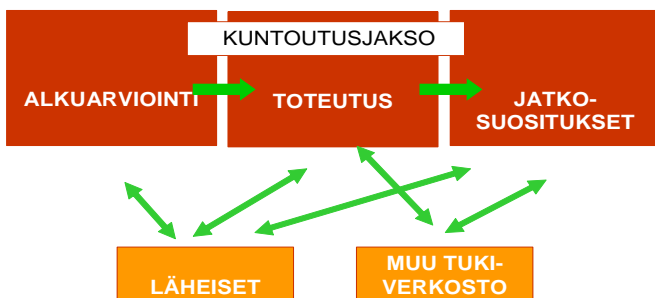 KUNTOUTUSJAKSO
ALKUARVIOINTI
TOTEUTUS
JATKO-
SUOSITUKSET
LÄHEISET
MUU TUKI-
VERKOSTO